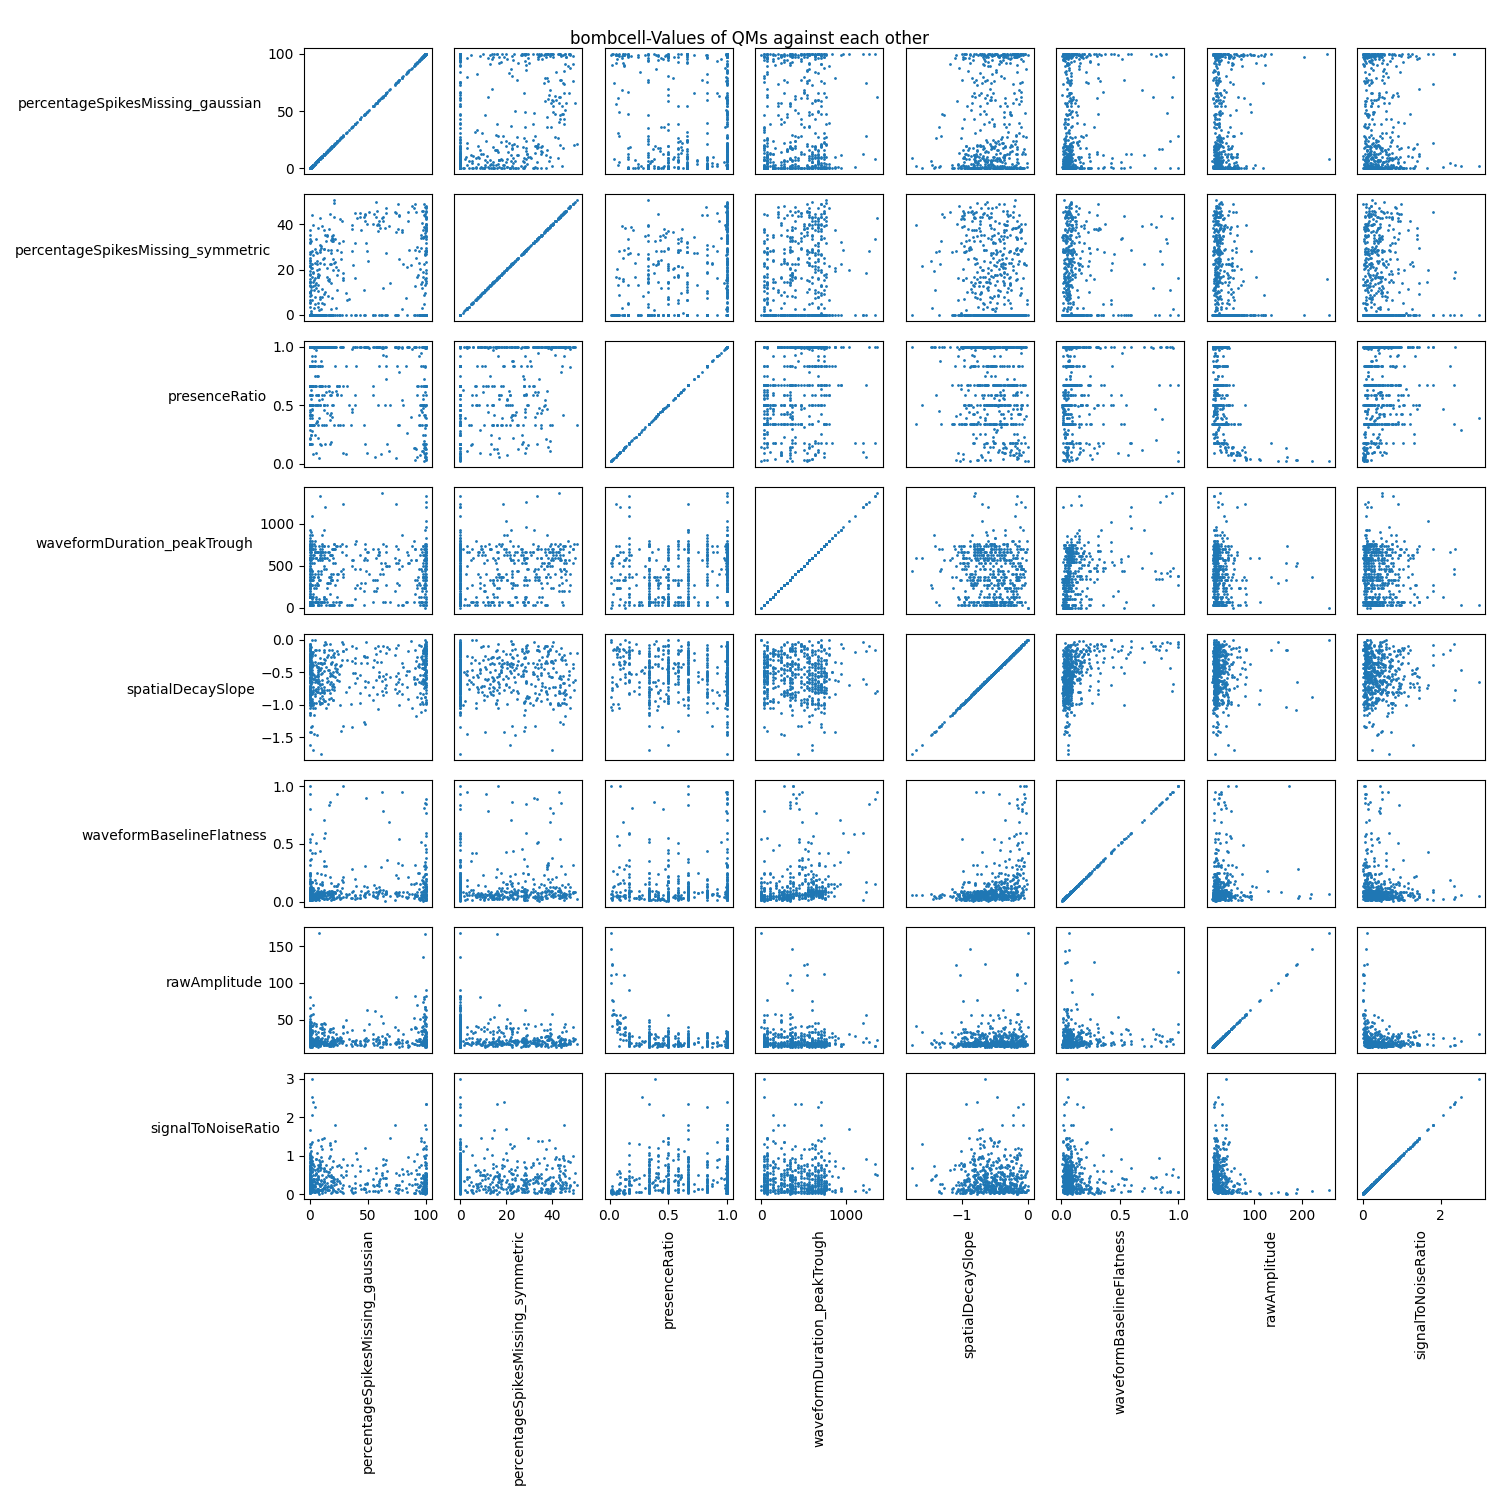 bombcell-Values of QMs against each other
percentageSpikesMissing_gaussian
100
50
0
percentageSpikesMissing_symmetric
40
20
0
presenceRatio
1.0
0.5
0.0
waveformDuration_peakTrough
1000
500
0
spatialDecaySlope
0.0
−0.5
−1.0
−1.5
waveformBaselineFlatness
1.0
0.5
0.0
rawAmplitude
150
100
50
signalToNoiseRatio
3
2
1
0
0 50 100
0 20 40
0.0 0.5 1.0
0 1000
−1 0
0.0 0.5 1.0
100 200
0 2
percentageSpikesMissing_gaussian
percentageSpikesMissing_symmetric
presenceRatio
waveformDuration_peakTrough
spatialDecaySlope
waveformBaselineFlatness
rawAmplitude
signalToNoiseRatio